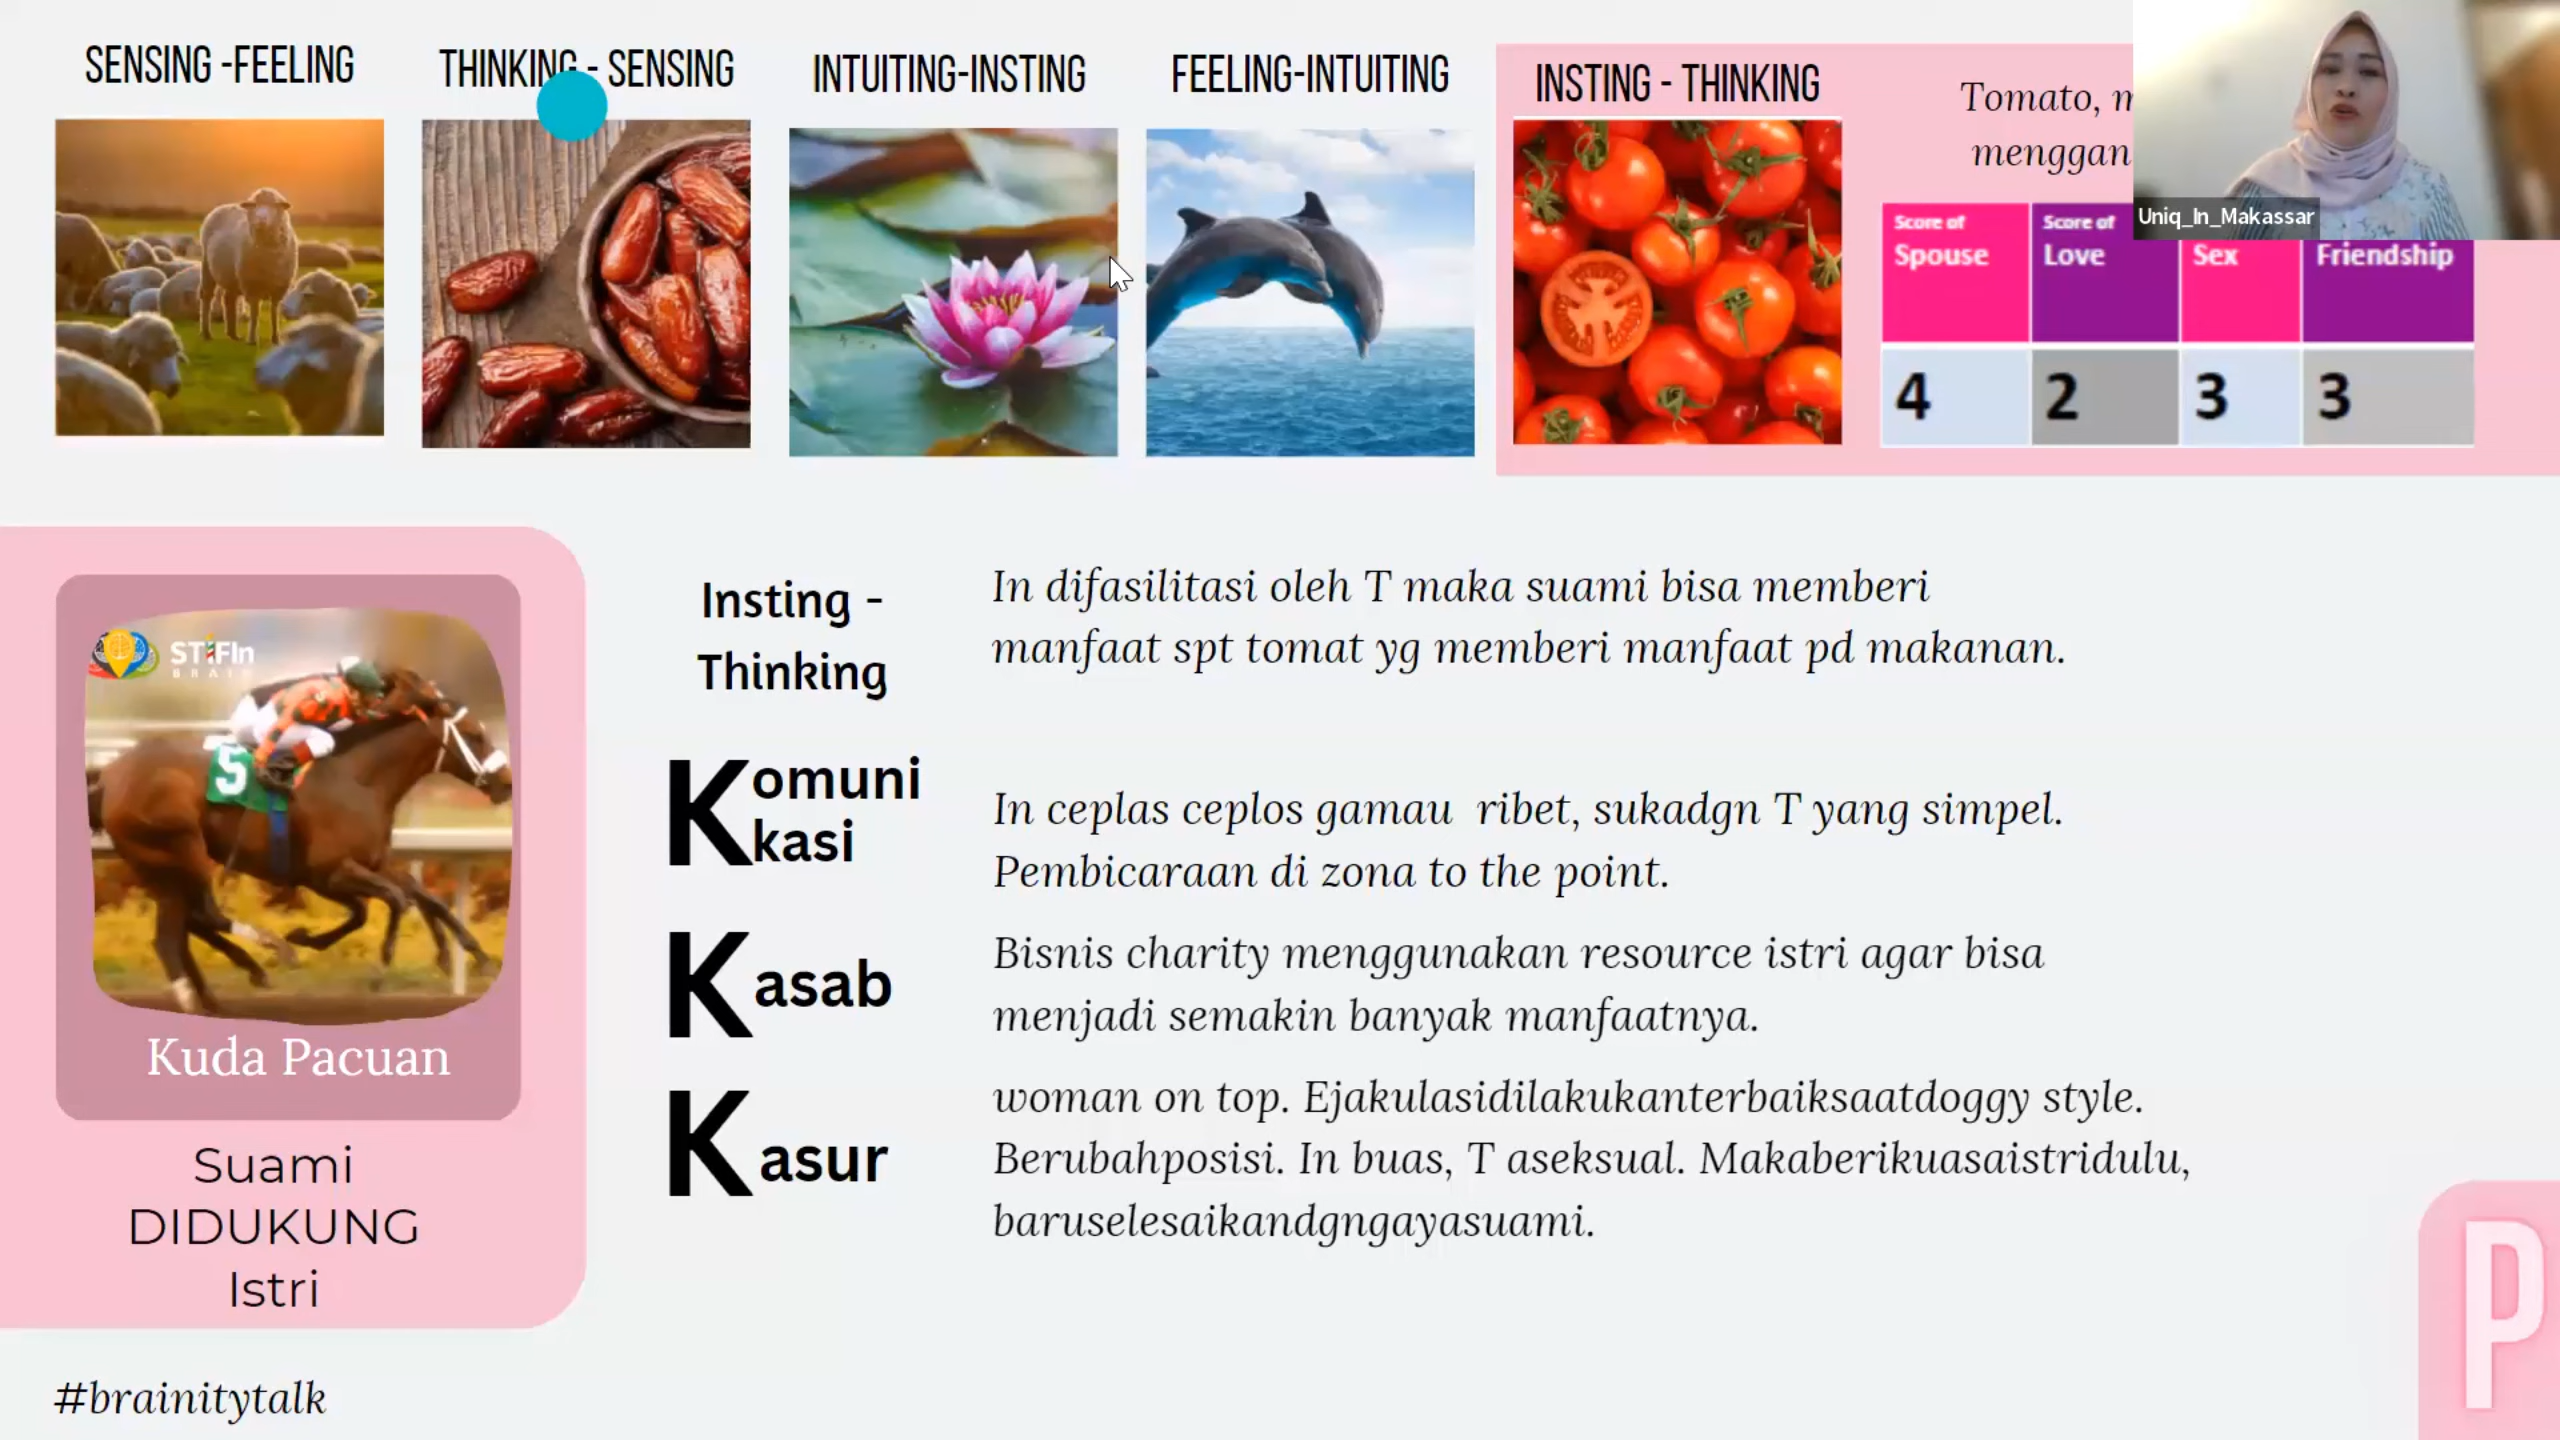 SENSING -FEELING
THINKING - SENSING
INTUITING-INSTING
FEELING-INTUITING
INSTING - THINKING
Tomato,
Uniq_In_Makassar
Score of
Spouse
Score of
Love
Sex
Friendship
4
2
3
3
STiFIn
BRAIN
5
Kuda Pacuan
Suami
DIDUKUNG
Istri
Insting -
Thinking
In difasilitasi oleh T maka suami bisa memberi
manfaat spt tomat yg memberi manfaat pd makanan.
Komuni
kasi
In ceplas ceplos gamau  ribet, sukadgn T yang simpel.
Pembicaraan di zona to the point.
Kasab
Bisnis charity menggunakan resource istri agar bisa
menjadi semakin banyak manfaatnya.
Kasur
woman on top. Ejakulasidilakukanterbaiksaatdoggy style.
Berubahposisi. In buas, T aseksual. Makaberikuasaistridulu,
baruselesaikandgngayasuami.
#brainitytalk
P